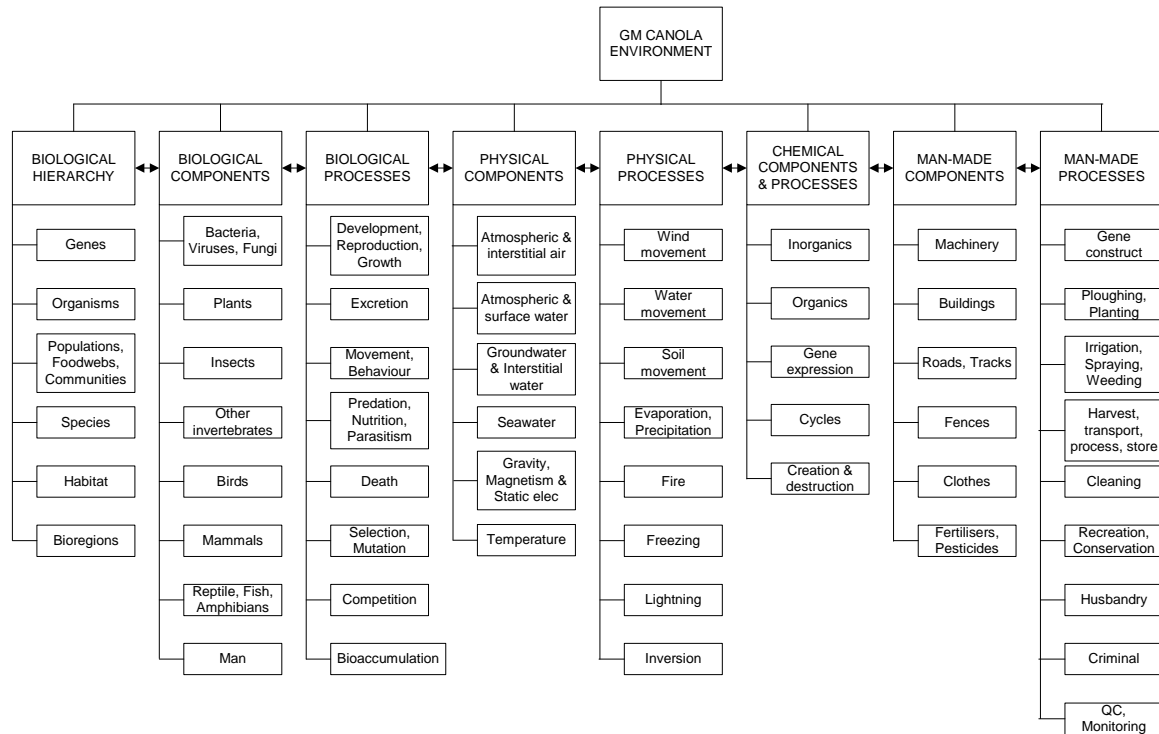 GM CANOLA
ENVIRONMENT
BIOLOGICAL
HIERARCHY
BIOLOGICAL
COMPONENTS
BIOLOGICAL
PROCESSES
PHYSICAL
COMPONENTS
PHYSICAL
PROCESSES
CHEMICAL
COMPONENTS
& PROCESSES
MAN-MADE
COMPONENTS
MAN-MADE
PROCESSES
Genes
Organisms
Populations,
Foodwebs,
Communities
Species
Habitat
Bioregions
Bacteria,
Viruses, Fungi
Plants
Insects
Other
invertebrates
Birds
Mammals
Reptile, Fish,
Amphibians
Man
Development,
Reproduction,
Growth
Excretion
Movement,
Behaviour
Predation,
Nutrition,
Parasitism
Death
Selection,
Mutation
Competition
Bioaccumulation
Atmospheric &
interstitial air
Atmospheric &
surface water
Groundwater
& Interstitial
water
Seawater
Gravity,
Magnetism &
Static elec
Temperature
Wind
movement
Water
movement
Soil
movement
Evaporation,
Precipitation
Fire
Freezing
Lightning
Inversion
Inorganics
Organics
Gene
expression
Cycles
Creation &
destruction
Machinery
Buildings
Roads, Tracks
Fences
Clothes
Fertilisers,
Pesticides
Gene
construct
Ploughing,
Planting
Irrigation,
Spraying,
Weeding
Harvest,
transport,
process, store
Cleaning
Recreation,
Conservation
Husbandry
Criminal
QC,
Monitoring